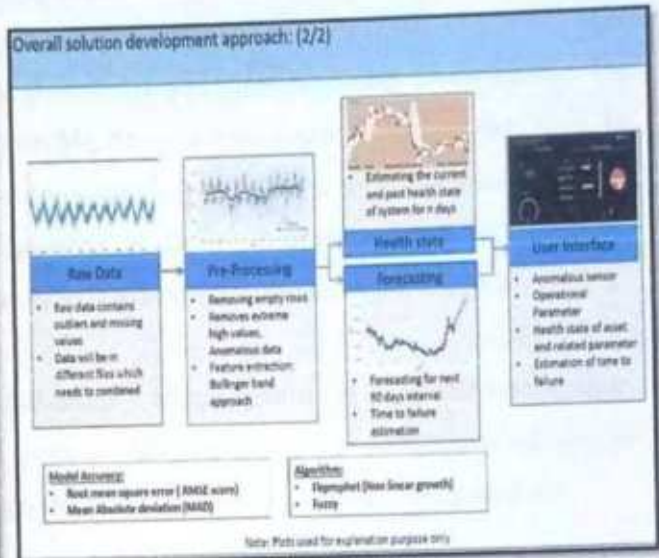 Overall solution development approach: (2/2)
Raw Data
• Raw data contains
outliers and missing
values
• Data will be in
different files which
needs to combined
Pre-Processing
• Removing empty rows
• Removes extreme
high values,
Anomalous data
• Feature extraction:
Bollinger band
approach
• Estimating the current
and past health state
of system for n days
Health state
Forecasting
• Forecasting for next
90 days interval
• Time to failure
estimation
User Interface
• Anomalous sensor
• Operational
Parameter
• Health state of asset
and related parameter
• Estimation of time to
failure
Model Accuracy:
• Root mean square error ( RMSE score)
• Mean Absolute deviation (MAD)
Algorithm:
• Fbprophet (Non linear growth)
• Fuzzy
Note: Plots used for explanation purpose only